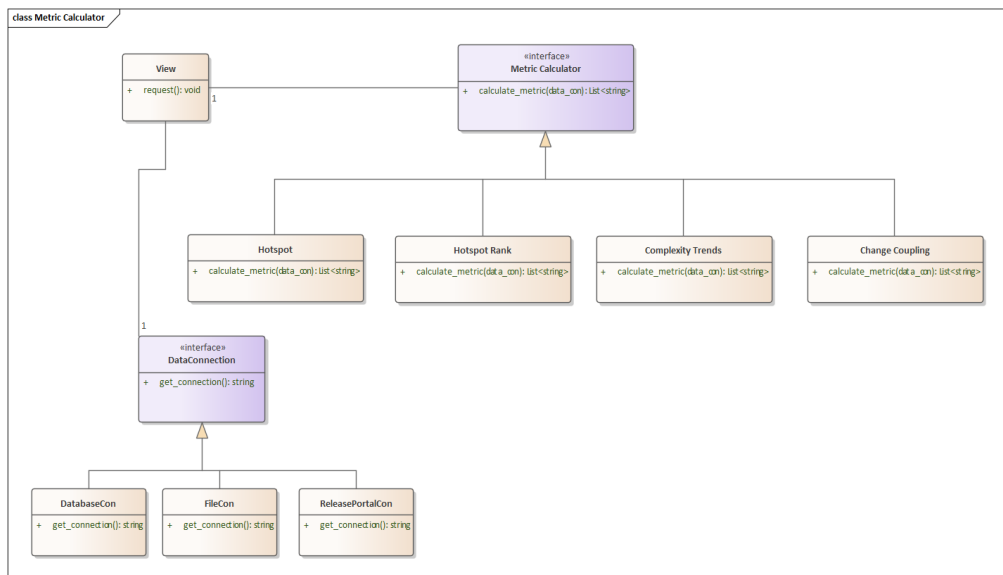 class Metric Calculator
View
+ request(): void
1
«interface»
Metric Calculator
+ calculate_metric(data_con): List<string>
Hotspot
+ calculate_metric(data_con): List<string>
Hotspot Rank
+ calculate_metric(data_con): List<string>
Complexity Trends
+ calculate_metric(data_con): List<string>
Change Coupling
+ calculate_metric(data_con): List<string>
1
«interface»
DataConnection
+ get_connection(): string
DatabaseCon
+ get_connection(): string
FileCon
+ get_connection(): string
ReleasePortalCon
+ get_connection(): string